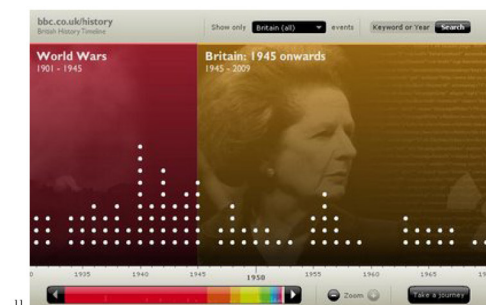 bbc.co.uk/history
British History Timeline
Show only Britain (all) events Keyword or Year Search
World Wars
1901 - 1945
Britain: 1945 onwards
1945 - 2009
1935 1940 1945 1950 1955 1960 1965
Zoom
Take a journey
11